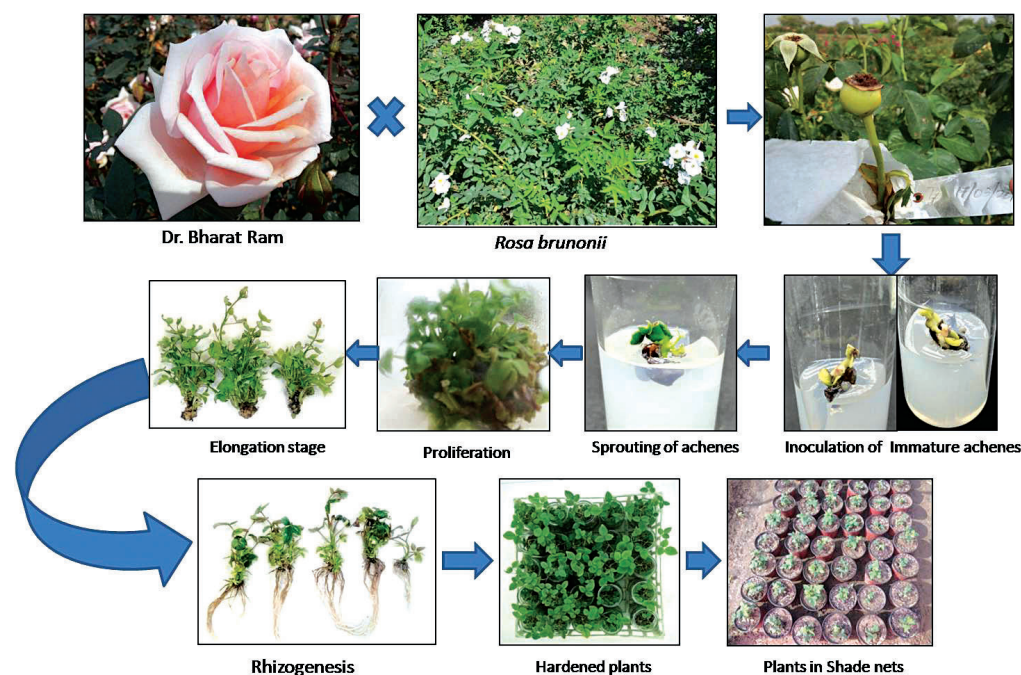 Dr. Bharat Ram
Rosa brunonii
Inoculation of Immature achenes
Sprouting of achenes
Proliferation
Elongation stage
Rhizogenesis
Hardened plants
Plants in Shade nets